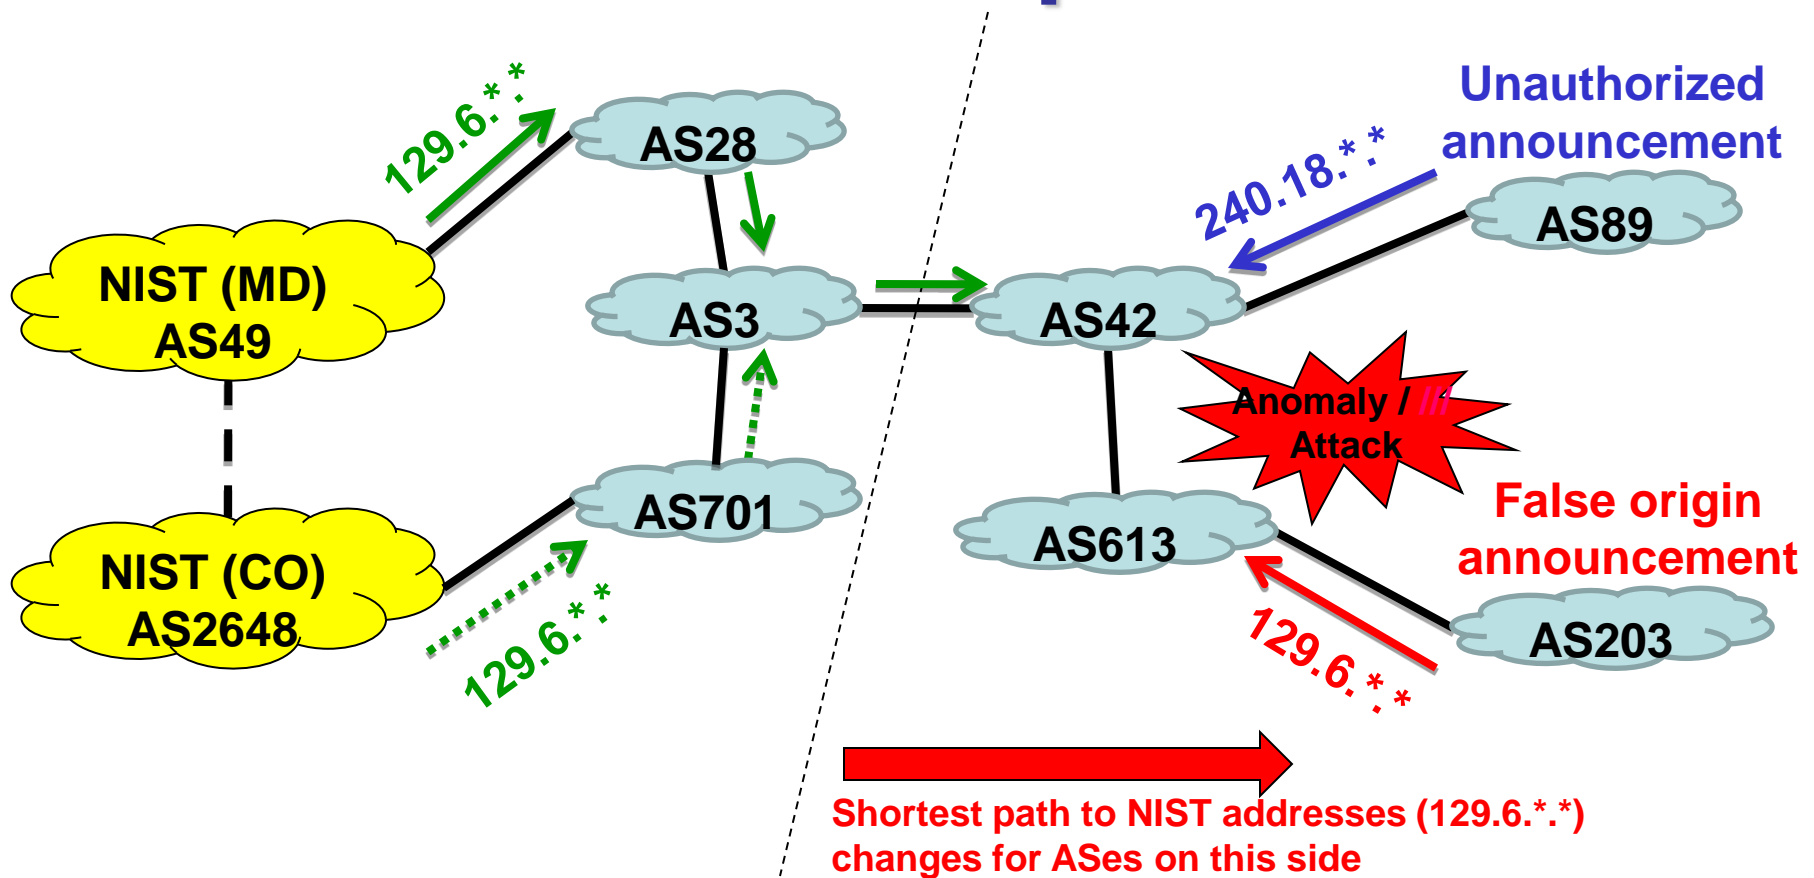 Unauthorized
announcement
129.6.*.*
AS28
240.18.*.*
AS89
NIST (MD)
AS49
AS3
AS42
Anomaly / ///
Attack
AS701
AS613
False origin
announcement
NIST (CO)
AS2648
129.6.*.*
129.6.*.*
AS203
Shortest path to NIST addresses (129.6.*.*)
changes for ASes on this side